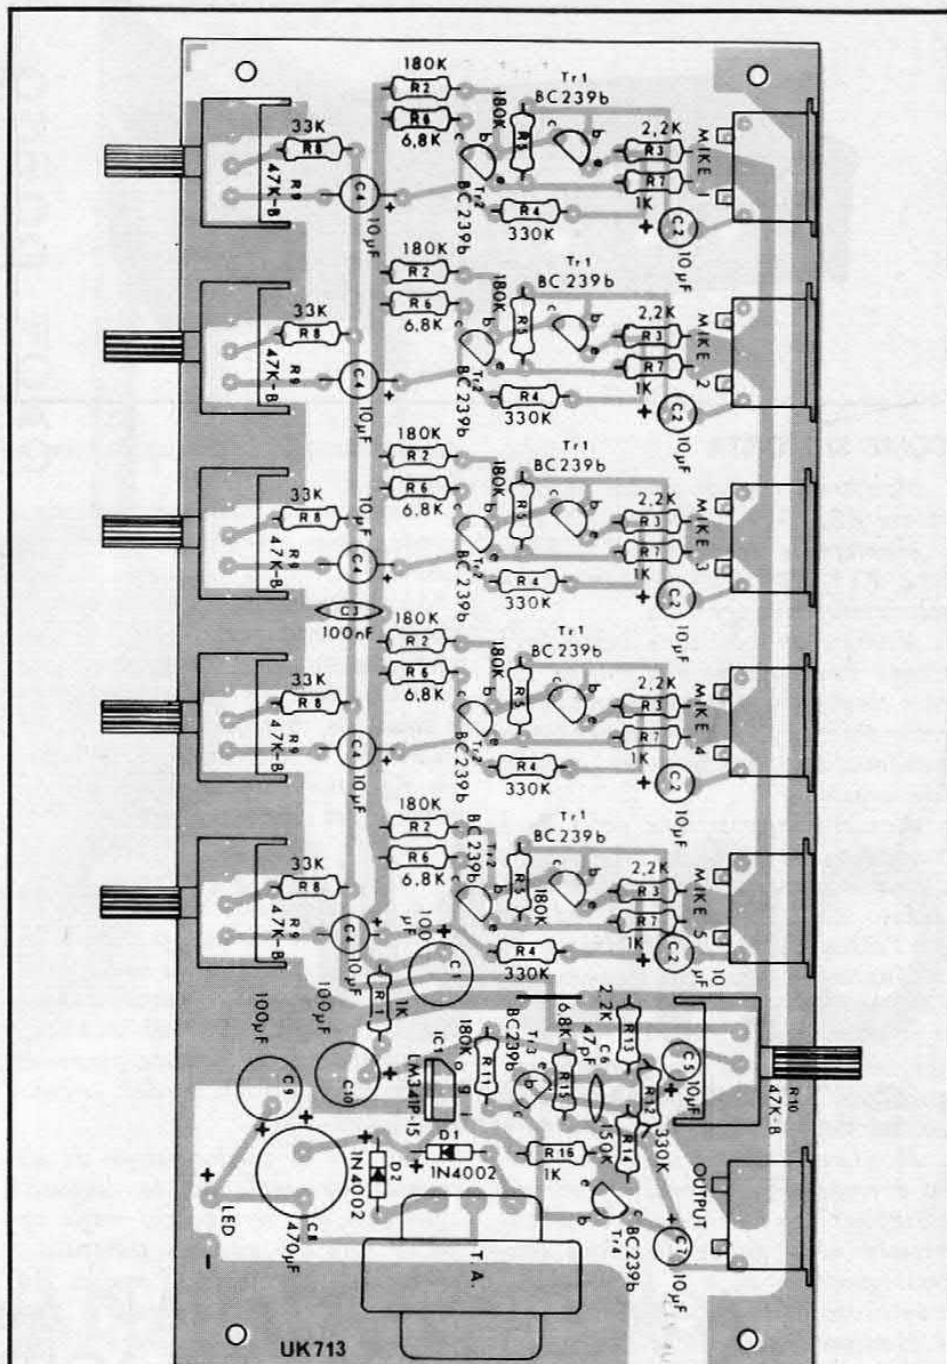 180K
R2
R6
6,8K
33K
R8
47K-B
R9
C4
+
10µF
180K
R5
Tr1
BC239b
c
b
e
c
b
e
Tr2
BC239b
R4
330K
2,2K
R3
R7
1K
+
C2
10µF
MIKE 1
180K
R2
R6
6,8K
33K
R8
47K-B
R9
C4
+
10µF
180K
R5
Tr1
BC239b
c
b
e
c
b
e
Tr2
BC239b
R4
330K
2,2K
R3
R7
1K
+
C2
10µF
MIKE 2
180K
R2
R6
6,8K
33K
R8
47K-B
R9
C4
+
10µF
180K
R5
Tr1
BC239b
c
b
e
c
b
e
Tr2
BC239b
R4
330K
2,2K
R3
R7
1K
+
C2
10µF
MIKE 3
C3
100nF
180K
R2
R6
6,8K
33K
R8
47K-B
R9
C4
+
10µF
180K
R5
Tr1
BC239b
c
b
e
c
b
e
Tr2
BC239b
R4
330K
2,2K
R3
R7
1K
+
C2
10µF
MIKE 4
180K
R2
R6
6,8K
33K
R8
47K-B
R9
C4
+
10µF
180K
R5
Tr1
BC239b
c
b
e
c
b
e
Tr2
BC239b
R4
330K
2,2K
R3
R7
1K
+
C2
10µF
MIKE 5
100µF
+
C1
1K
100µF
C9
+
100µF
C10
+
IC1
LM341P-15
o
g
i
180K
R11
Tr3
BC239b
b
c
6,8K
R15
47pF
C6
2,2K
R13
C5
+
10µF
R12
330K
R10
47K-B
150K
R14
R16
1K
D1
+
1N4002
D2
+
1N4002
+
C8
470µF
+
LED
-
T.A.
e
b
c
Tr4
BC239b
+
C7
10µF
OUTPUT
UK713